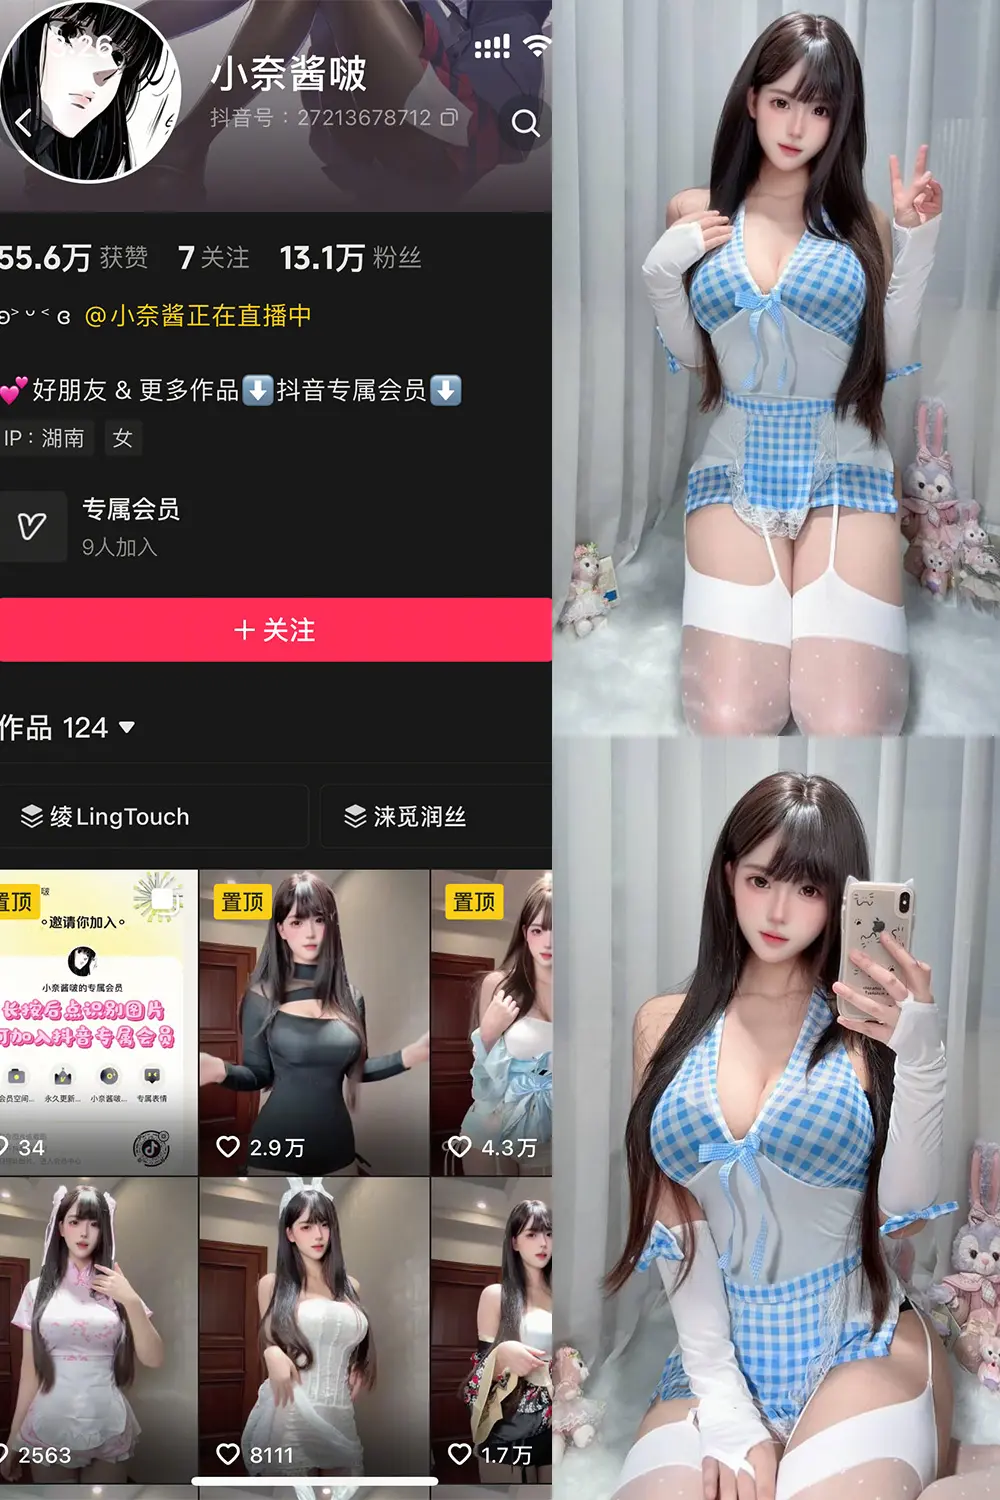 小奈酱啵
抖音号：27213678712
55.6万 获赞 7 关注 13.1万 粉丝
@小奈酱正在直播中
💕好朋友 & 更多作品⬇️抖音专属会员⬇️
IP：湖南 女
专属会员
9人加入
+ 关注
作品 124
绫LingTouch
涞觅润丝
置顶
啵
邀请你加入
小奈酱啵的专属会员
长按后点识别图片
可加入抖音专属会员
会员空间... 永久更新... 小奈酱啵... 专属表情
34
置顶
2.9万
置顶
4.3万
2563
8111
1.7万